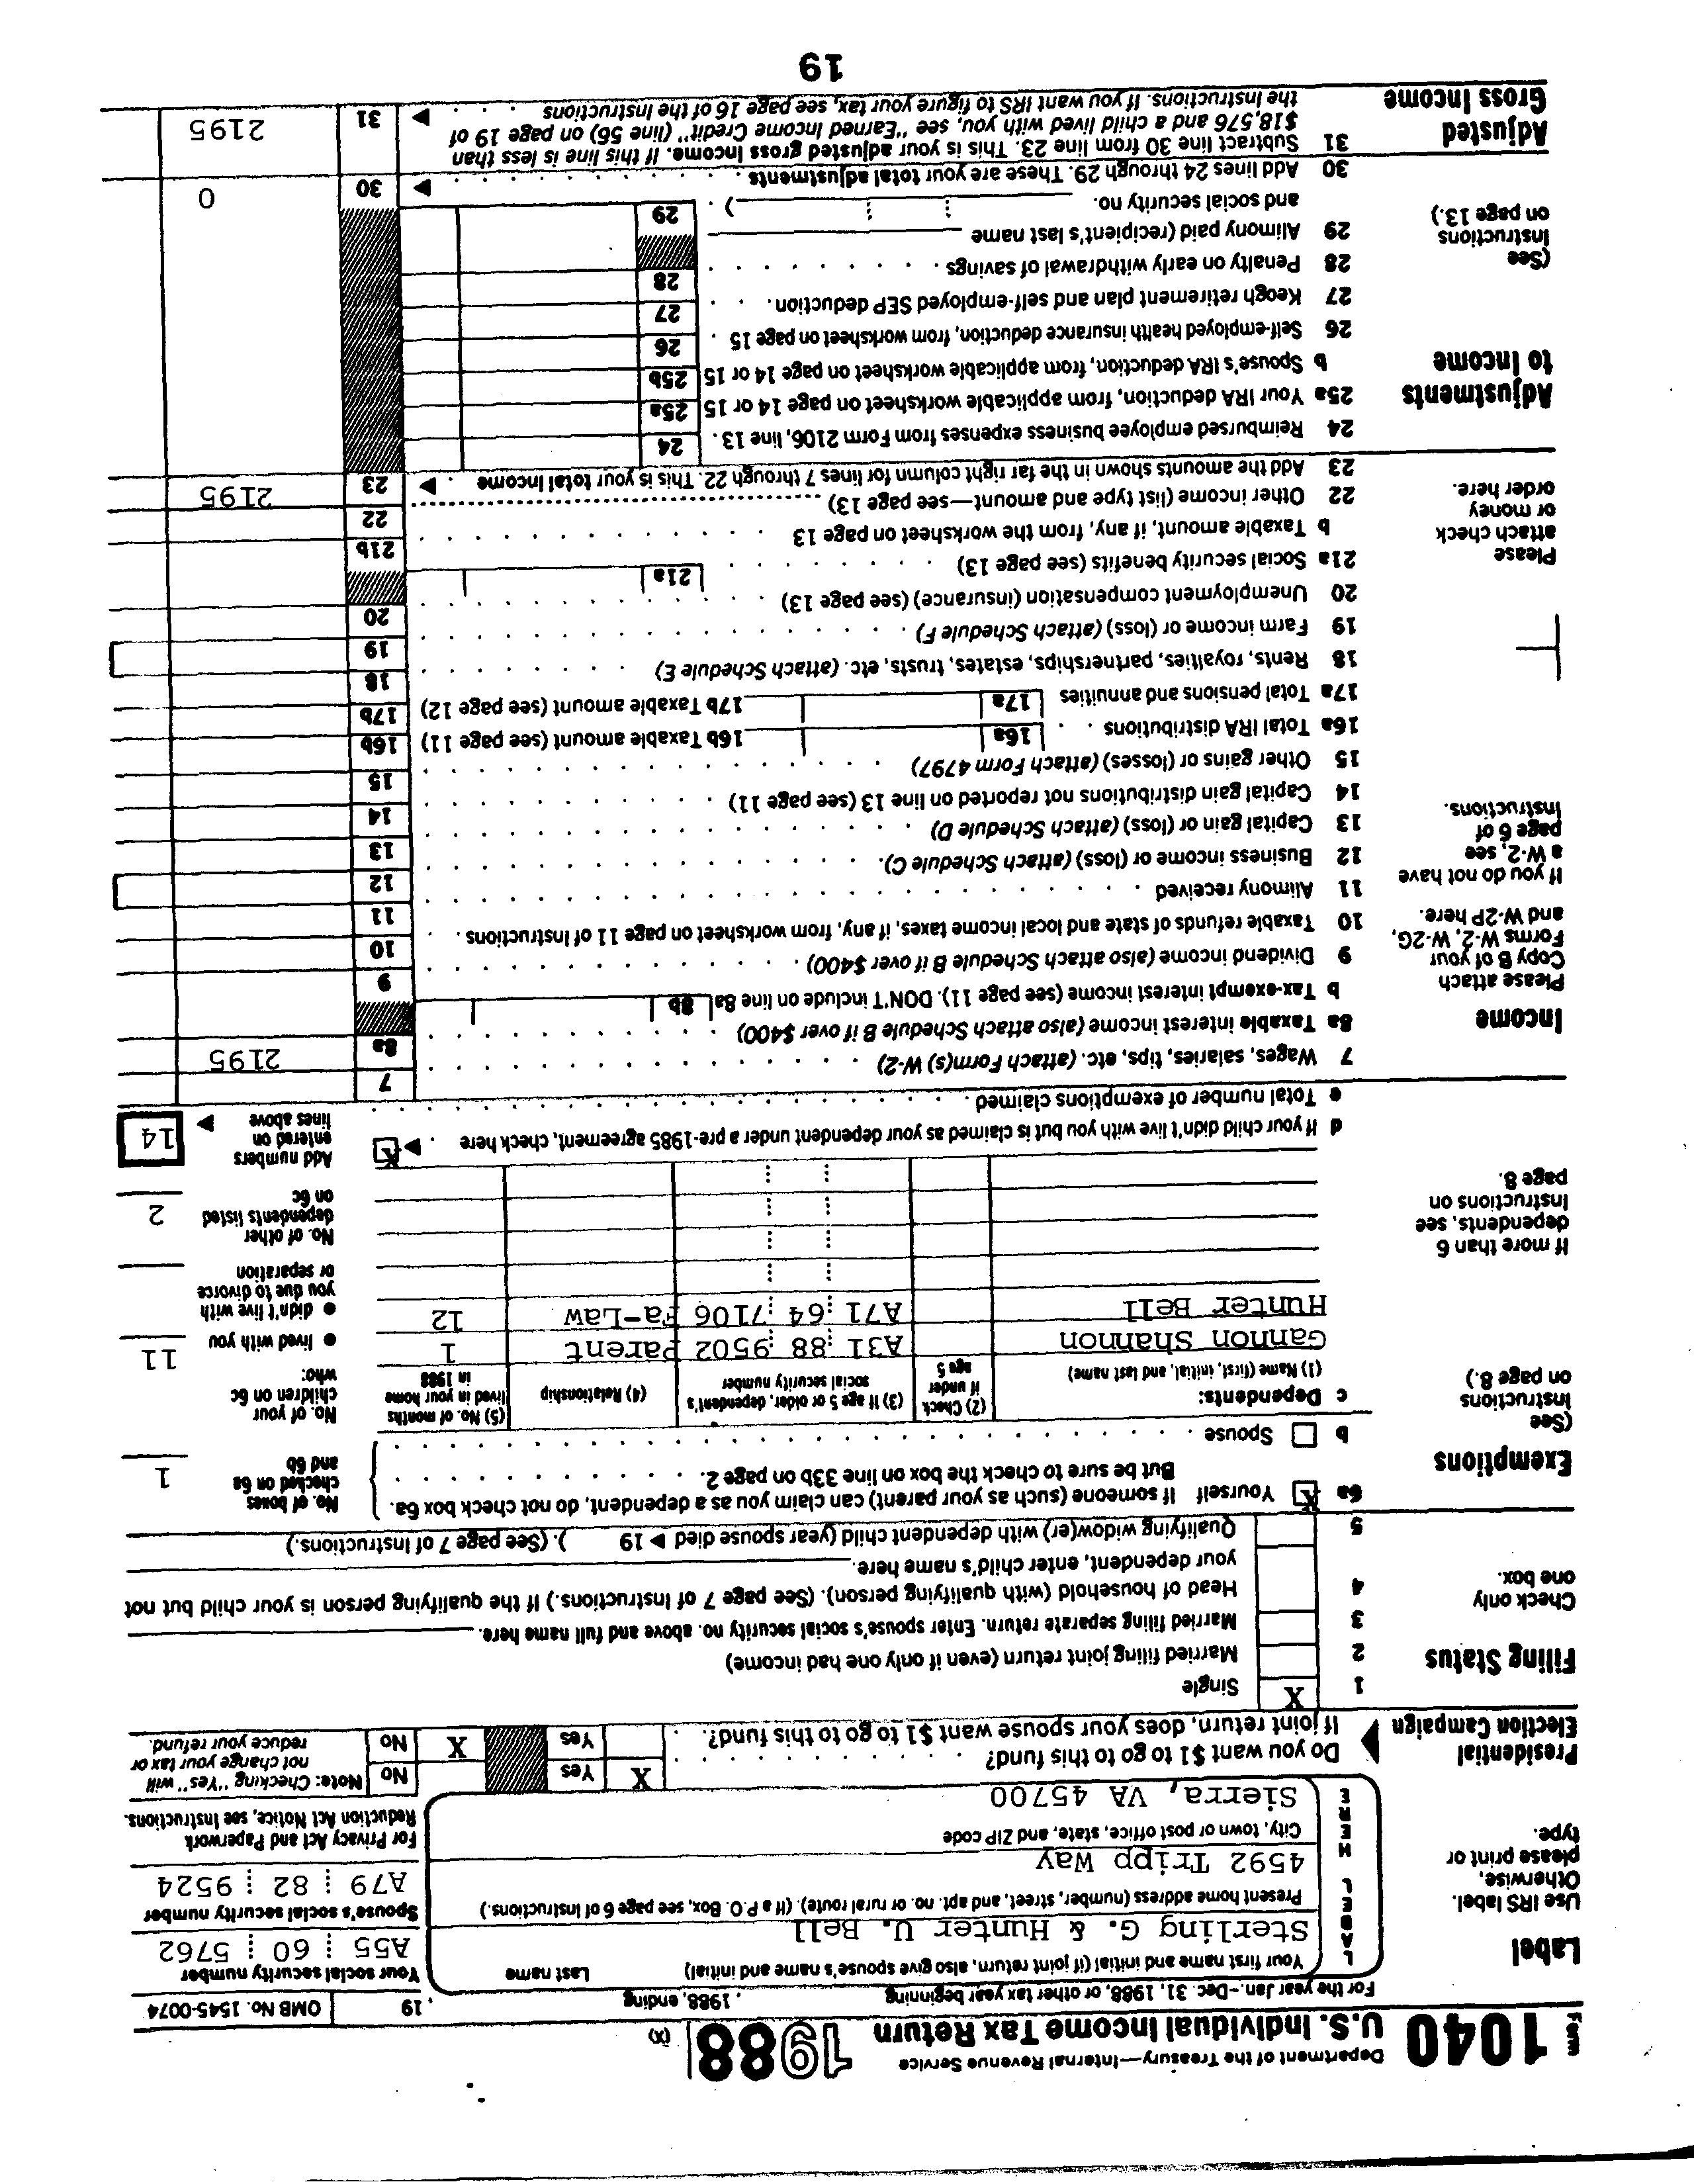 Form 1040 Department of the Treasury—Internal Revenue Service
U.S. Individual Income Tax Return 1988 (X)
For the year Jan.–Dec. 31, 1988, or other tax year beginning , 1988, ending , 19 OMB No. 1545-0074
Label
Use IRS label.
Otherwise,
please print or
type.
LABEL HERE
Your first name and initial (if joint return, also give spouse's name and initial) Last name
Sterling G. & Hunter U. Bell
Your social security number
A55 60 5762
Present home address (number, street, and apt. no. or rural route). (If a P.O. Box, see page 6 of Instructions.)
4592 Tripp Way
Spouse's social security number
A79 82 9524
City, town or post office, state, and ZIP code
Sierra, VA 45700
For Privacy Act and Paperwork
Reduction Act Notice, see Instructions.
Presidential
Election Campaign
Do you want $1 to go to this fund? X Yes No
If joint return, does your spouse want $1 to go to this fund? Yes X No
Note: Checking "Yes" will
not change your tax or
reduce your refund.
Filing Status
Check only
one box.
1 X Single
2 Married filing joint return (even if only one had income)
3 Married filing separate return. Enter spouse's social security no. above and full name here.
4 Head of household (with qualifying person). (See page 7 of Instructions.) If the qualifying person is your child but not
your dependent, enter child's name here.
5 Qualifying widow(er) with dependent child (year spouse died ▶ 19 ). (See page 7 of Instructions.)
Exemptions
(See
Instructions
on page 8.)
6a X Yourself If someone (such as your parent) can claim you as a dependent, do not check box 6a.
But be sure to check the box on line 33b on page 2.
b Spouse
No. of boxes
checked on 6a
and 6b 1
c Dependents:
(1) Name (first, initial, and last name)
(2) Check
if under
age 5
(3) If age 5 or older, dependent's
social security number
(4) Relationship
(5) No. of months
lived in your home
in 1988
Gannon Shannon A31 88 9502 Parent 1
Hunter Bell A71 64 7106 Pa-Law 12
No. of your
children on 6c
who:
● lived with you 11
● didn't live with
you due to divorce
or separation
No. of other
dependents listed
on 6c 2
If more than 6
dependents, see
Instructions on
page 8.
d If your child didn't live with you but is claimed as your dependent under a pre-1985 agreement, check here ▶ X
e Total number of exemptions claimed
Add numbers
entered on
lines above ▶ 14
Income
Please attach
Copy B of your
Forms W-2, W-2G,
and W-2P here.
If you do not have
a W-2, see
page 6 of
Instructions.
Please
attach check
or money
order here.
7 Wages, salaries, tips, etc. (attach Form(s) W-2) 7
8a Taxable interest income (also attach Schedule B if over $400) 8a 2195
b Tax-exempt interest income (see page 11). DON'T include on line 8a 8b
9 Dividend income (also attach Schedule B if over $400) 9
10 Taxable refunds of state and local income taxes, if any, from worksheet on page 11 of Instructions 10
11 Alimony received 11
12 Business income or (loss) (attach Schedule C) 12
13 Capital gain or (loss) (attach Schedule D) 13
14 Capital gain distributions not reported on line 13 (see page 11) 14
15 Other gains or (losses) (attach Form 4797) 15
16a Total IRA distributions 16a 16b Taxable amount (see page 11) 16b
17a Total pensions and annuities 17a 17b Taxable amount (see page 12) 17b
18 Rents, royalties, partnerships, estates, trusts, etc. (attach Schedule E) 18
19 Farm income or (loss) (attach Schedule F) 19
20 Unemployment compensation (insurance) (see page 13) 20
21a Social security benefits (see page 13) 21a
b Taxable amount, if any, from the worksheet on page 13 21b
22 Other income (list type and amount—see page 13) 22
23 Add the amounts shown in the far right column for lines 7 through 22. This is your total income ▶ 23 2195
Adjustments
to Income
(See
Instructions
on page 13.)
24 Reimbursed employee business expenses from Form 2106, line 13 24
25a Your IRA deduction, from applicable worksheet on page 14 or 15 25a
b Spouse's IRA deduction, from applicable worksheet on page 14 or 15 25b
26 Self-employed health insurance deduction, from worksheet on page 15 26
27 Keogh retirement plan and self-employed SEP deduction 27
28 Penalty on early withdrawal of savings 28
29 Alimony paid (recipient's last name
and social security no. ) 29
30 Add lines 24 through 29. These are your total adjustments ▶ 30 0
Adjusted
Gross Income
31 Subtract line 30 from line 23. This is your adjusted gross income. If this line is less than
$18,576 and a child lived with you, see "Earned Income Credit" (line 56) on page 19 of
the Instructions. If you want IRS to figure your tax, see page 16 of the Instructions ▶ 31 2195
19